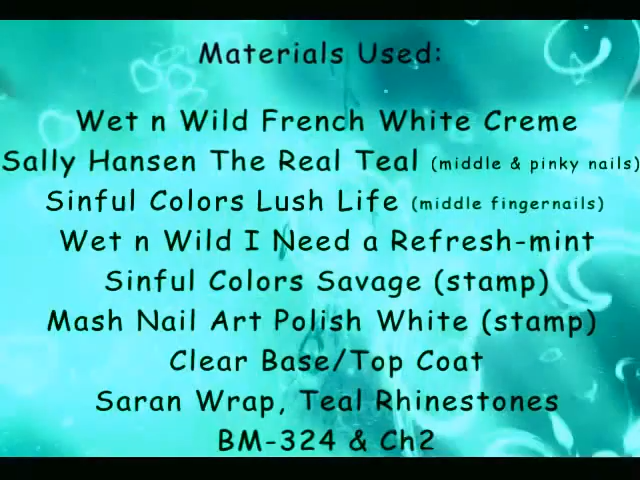 Materials Used:
Wet n Wild French White Creme
Sally Hansen The Real Teal (middle & pinky nails)
Sinful Colors Lush Life (middle fingernails)
Wet n Wild I Need a Refresh-mint
Sinful Colors Savage (stamp)
Mash Nail Art Polish White (stamp)
Clear Base/Top Coat
Saran Wrap, Teal Rhinestones
BM-324 & Ch2